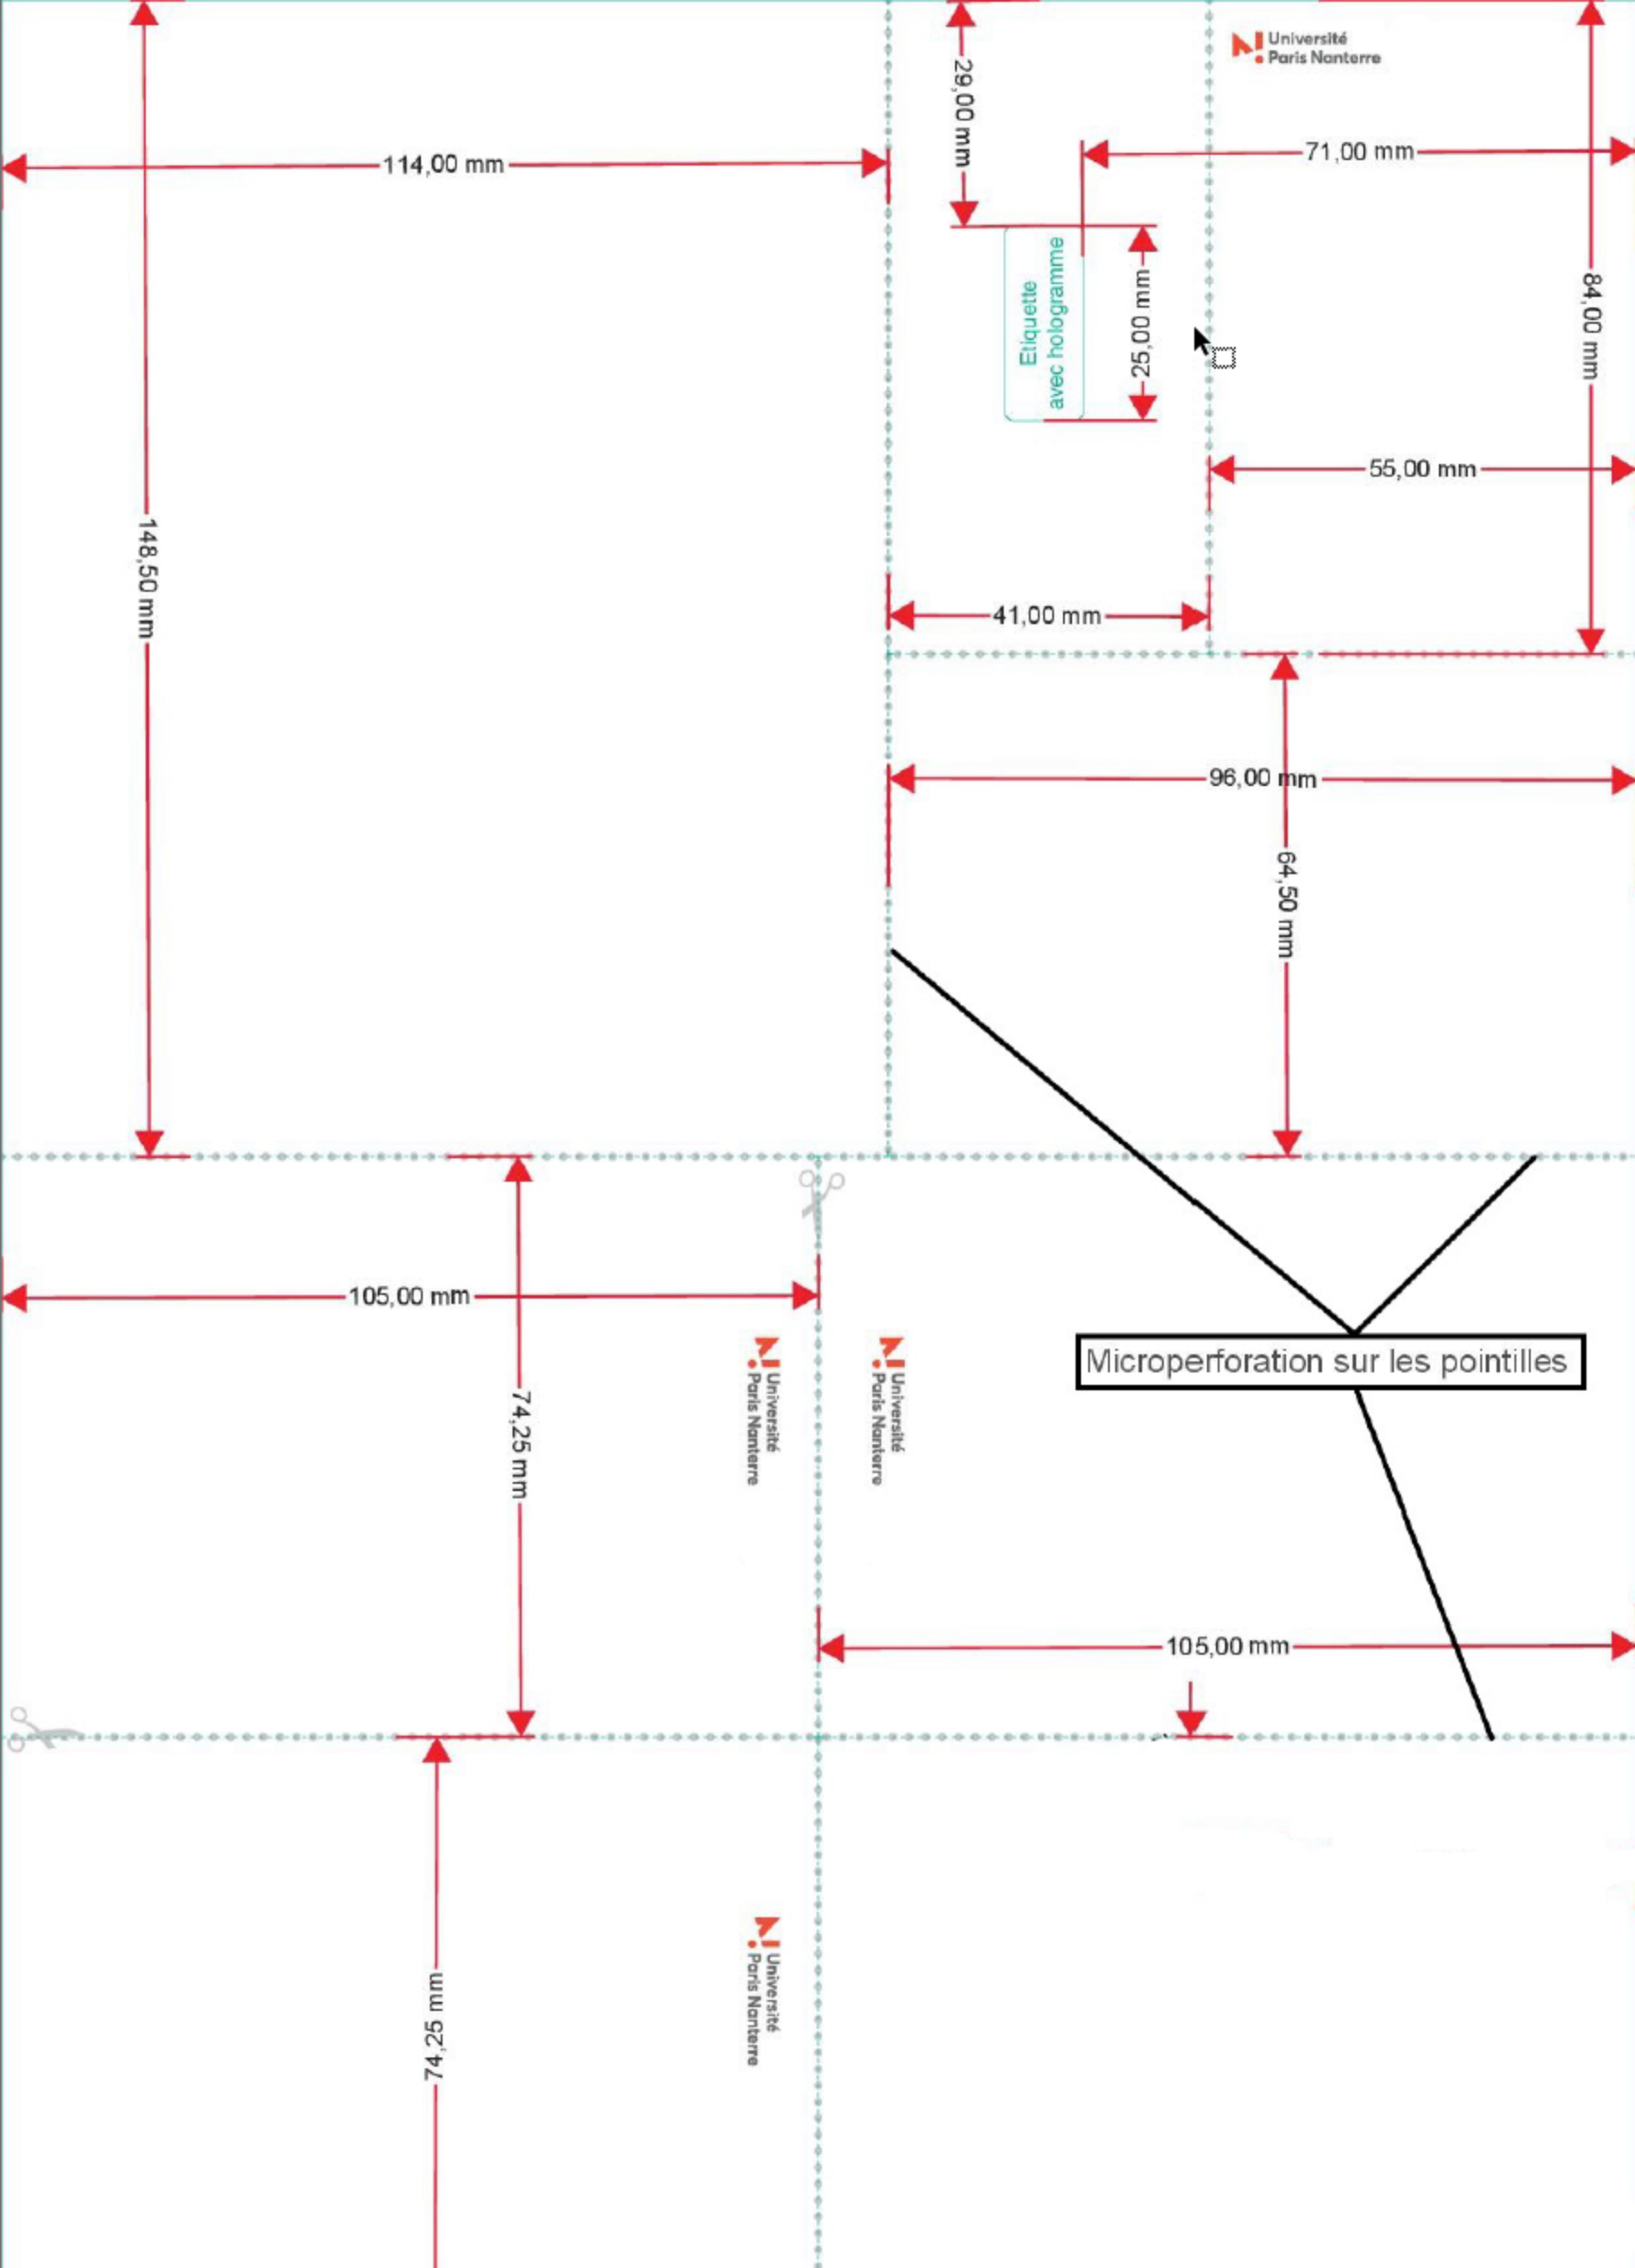 Université
Paris Nanterre
29,00 mm
71,00 mm
114,00 mm
Etiquette
avec hologramme
25,00 mm
84,00 mm
55,00 mm
148,50 mm
41,00 mm
96,00 mm
64,50 mm
105,00 mm
Microperforation sur les pointilles
Université
Paris Nanterre
Université
Paris Nanterre
74,25 mm
105,00 mm
Université
Paris Nanterre
74,25 mm